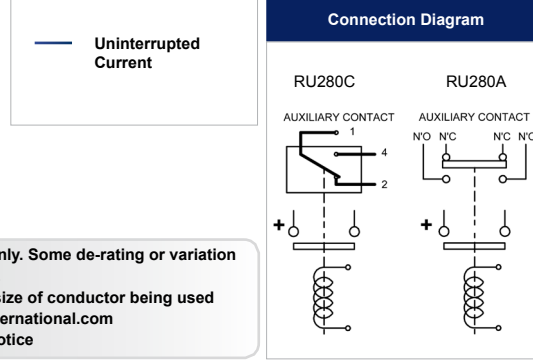 Uninterrupted
Current
Connection Diagram
RU280C
RU280A
AUXILIARY CONTACT
AUXILIARY CONTACT
1
4
2
N'O N'C N'C N'O
+
+
only. Some de-rating or variation
size of conductor being used
ernational.com
otice